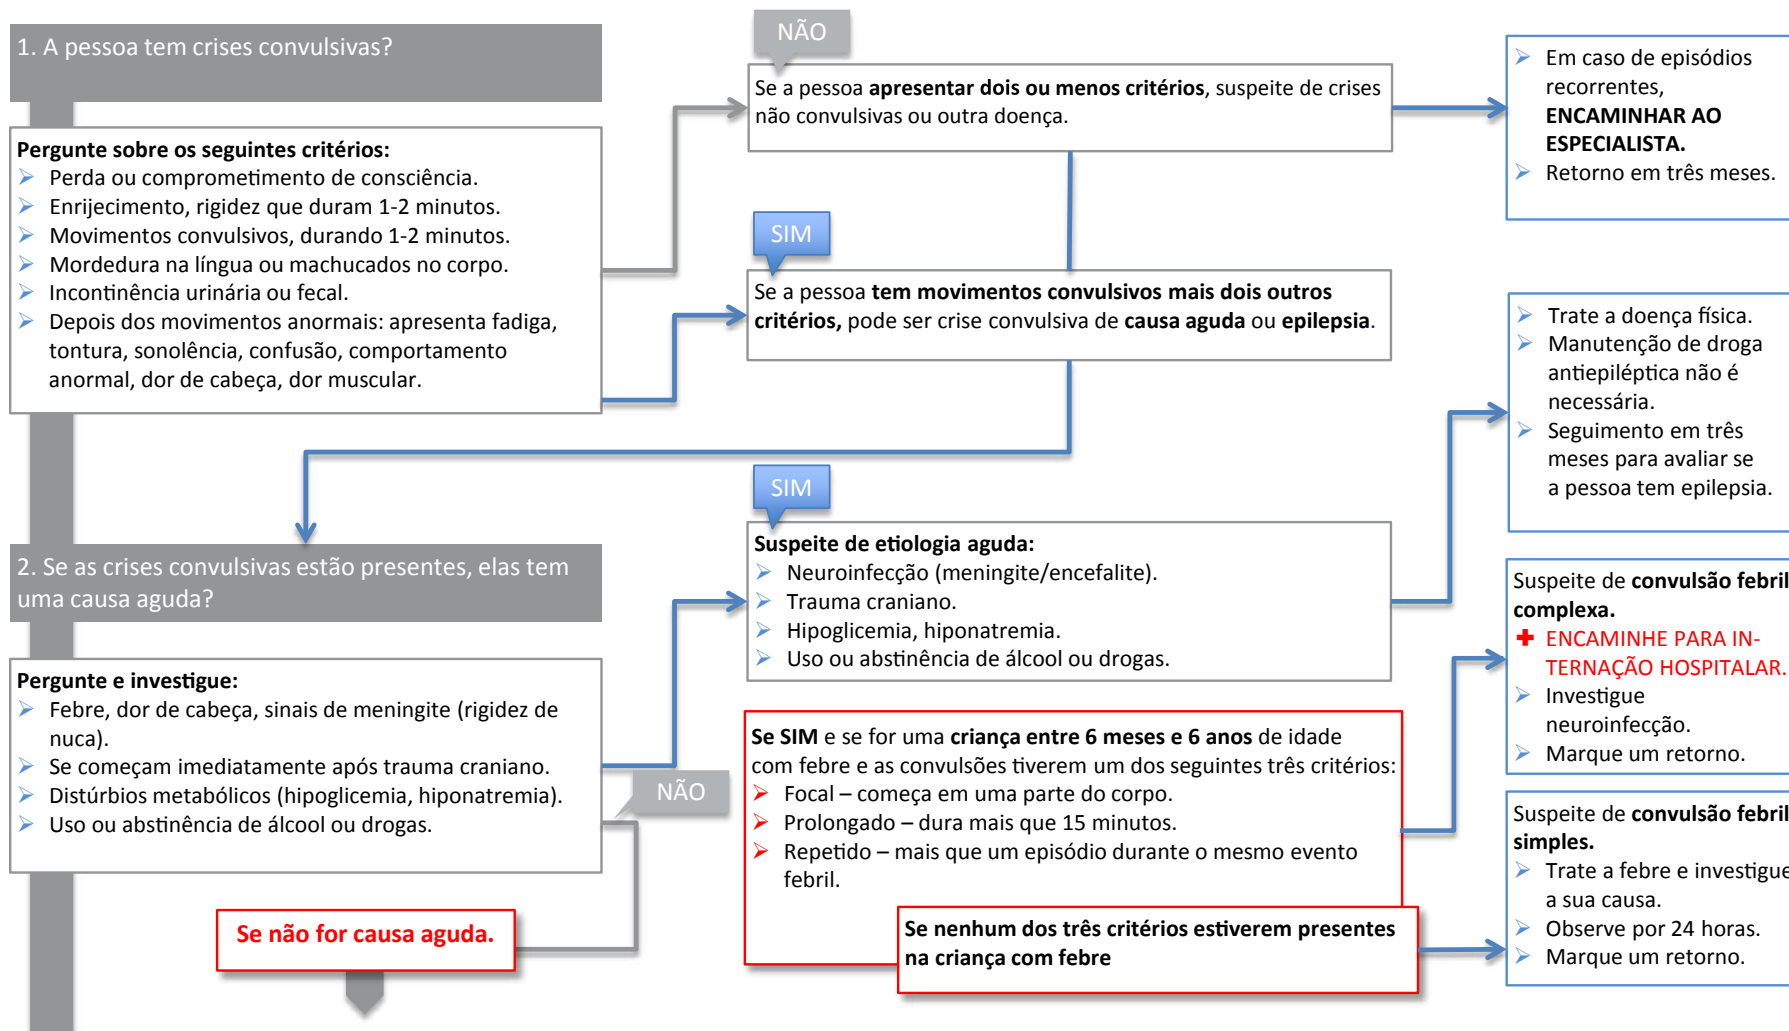 1. A pessoa tem crises convulsivas?
Pergunte sobre os seguintes critérios:
Perda ou comprometimento de consciência.
Enrijecimento, rigidez que duram 1-2 minutos.
Movimentos convulsivos, durando 1-2 minutos.
Mordedura na língua ou machucados no corpo.
Incontinência urinária ou fecal.
Depois dos movimentos anormais: apresenta fadiga,
tontura, sonolência, confusão, comportamento
anormal, dor de cabeça, dor muscular.
NÃO
Se a pessoa apresentar dois ou menos critérios, suspeite de crises
não convulsivas ou outra doença.
Em caso de episódios
recorrentes,
ENCAMINHAR AO
ESPECIALISTA.
Retorno em três meses.
SIM
Se a pessoa tem movimentos convulsivos mais dois outros
critérios, pode ser crise convulsiva de causa aguda ou epilepsia.
2. Se as crises convulsivas estão presentes, elas tem
uma causa aguda?
Pergunte e investigue:
Febre, dor de cabeça, sinais de meningite (rigidez de
nuca).
Se começam imediatamente após trauma craniano.
Distúrbios metabólicos (hipoglicemia, hiponatremia).
Uso ou abstinência de álcool ou drogas.
SIM
Suspeite de etiologia aguda:
Neuroinfecção (meningite/encefalite).
Trauma craniano.
Hipoglicemia, hiponatremia.
Uso ou abstinência de álcool ou drogas.
Trate a doença física.
Manutenção de droga
antiepiléptica não é
necessária.
Seguimento em três
meses para avaliar se
a pessoa tem epilepsia.
Se SIM e se for uma criança entre 6 meses e 6 anos de idade
com febre e as convulsões tiverem um dos seguintes três critérios:
Focal – começa em uma parte do corpo.
Prolongado – dura mais que 15 minutos.
Repetido – mais que um episódio durante o mesmo evento
febril.
Suspeite de convulsão febril
complexa.
ENCAMINHE PARA IN-
TERNAÇÃO HOSPITALAR.
Investigue
neuroinfecção.
Marque um retorno.
Se nenhum dos três critérios estiverem presentes
na criança com febre
Suspeite de convulsão febril
simples.
Trate a febre e investigue
a sua causa.
Observe por 24 horas.
Marque um retorno.
NÃO
Se não for causa aguda.